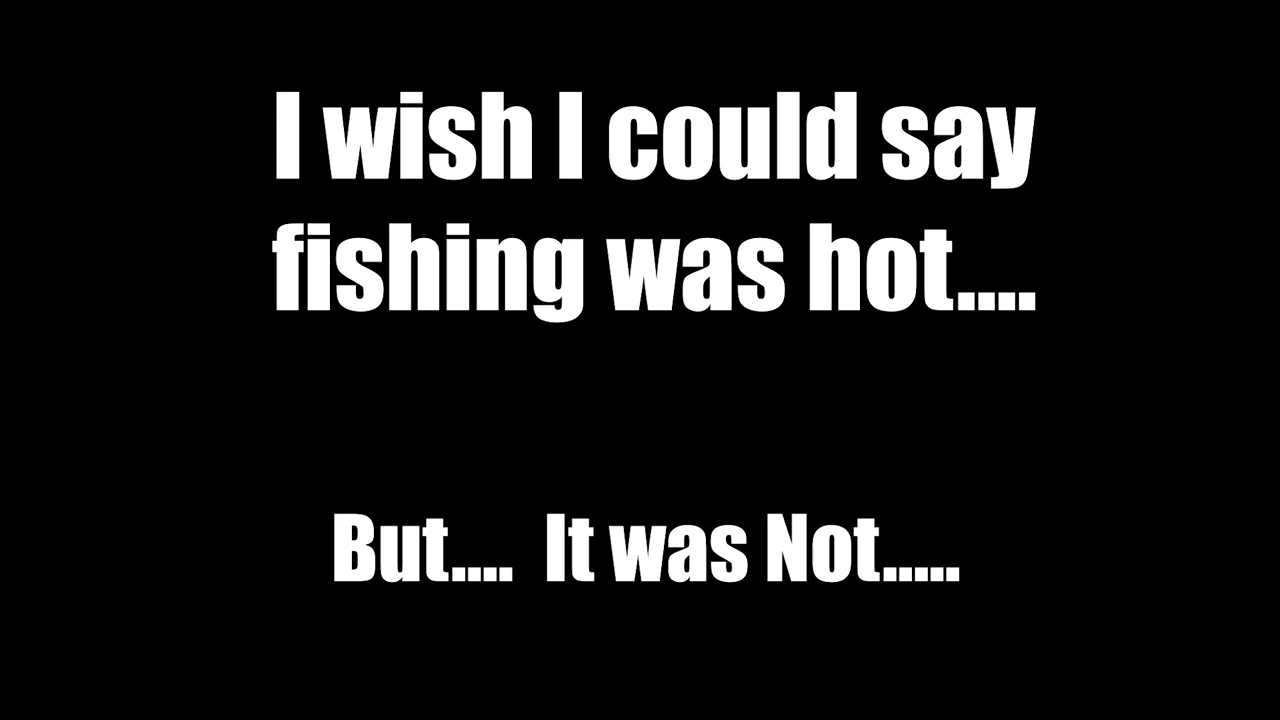 I wish I could say
fishing was hot....
But....  It was Not.....